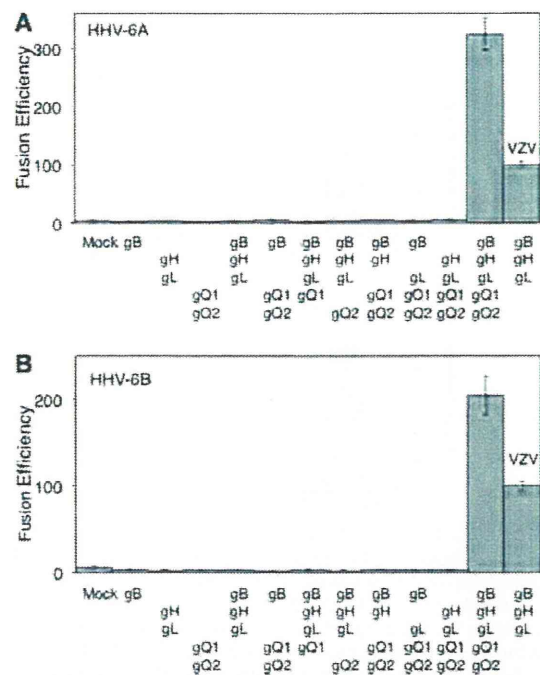 A
HHV-6A
Fusion Efficiency
300
200
100
0
VZV
Mock gB gB gB gB gB gB gB gB gB
gH gH gH gH gH gH gH gH
gL gL gL gL gL gL gL gL
gQ1 gQ1 gQ1 gQ1 gQ1 gQ1 gQ1
gQ2 gQ2 gQ2 gQ2 gQ2 gQ2 gQ2
B
HHV-6B
Fusion Efficiency
200
100
0
VZV
Mock gB gB gB gB gB gB gB gB gB
gH gH gH gH gH gH gH
gL gL gL gL gL gL gL gL
gQ1 gQ1 gQ1 gQ1 gQ1 gQ1 gQ1
gQ2 gQ2 gQ2 gQ2 gQ2 gQ2 gQ2